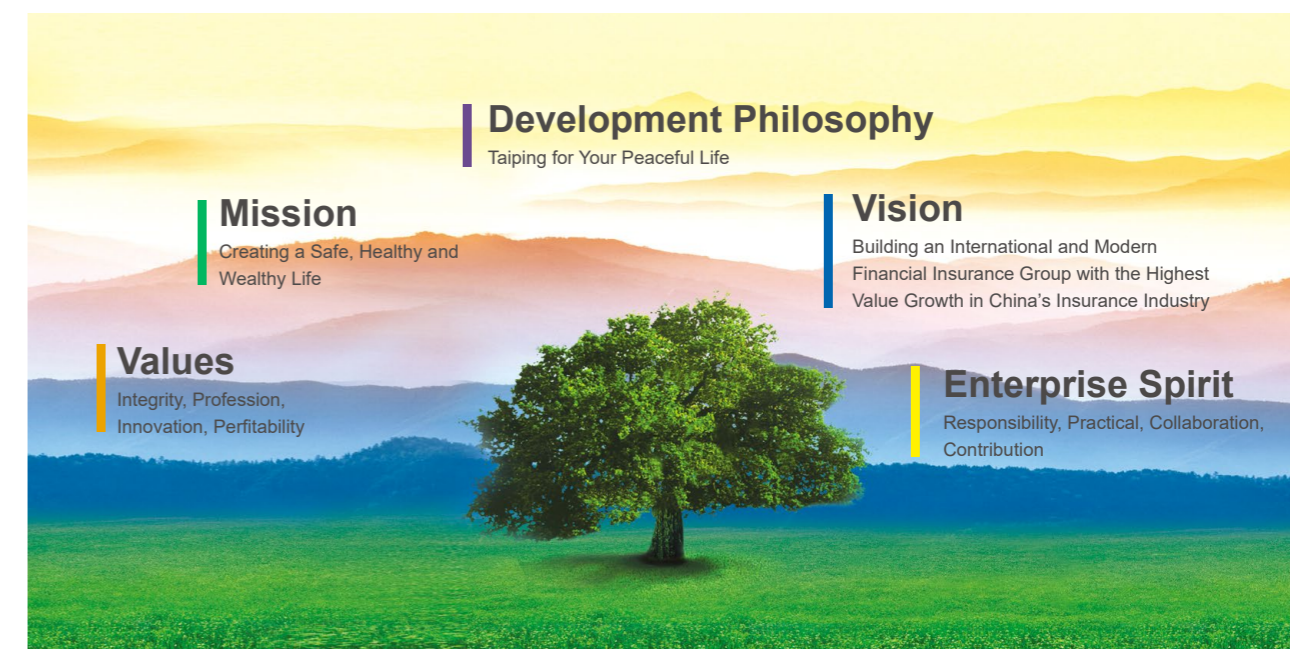 Development Philosophy
Taiping for Your Peaceful Life
Mission
Creating a Safe, Healthy and
Wealthy Life
Vision
Building an International and Modern
Financial Insurance Group with the Highest
Value Growth in China’s Insurance Industry
Values
Integrity, Profession,
Innovation, Perfitability
Enterprise Spirit
Responsibility, Practical, Collaboration,
Contribution